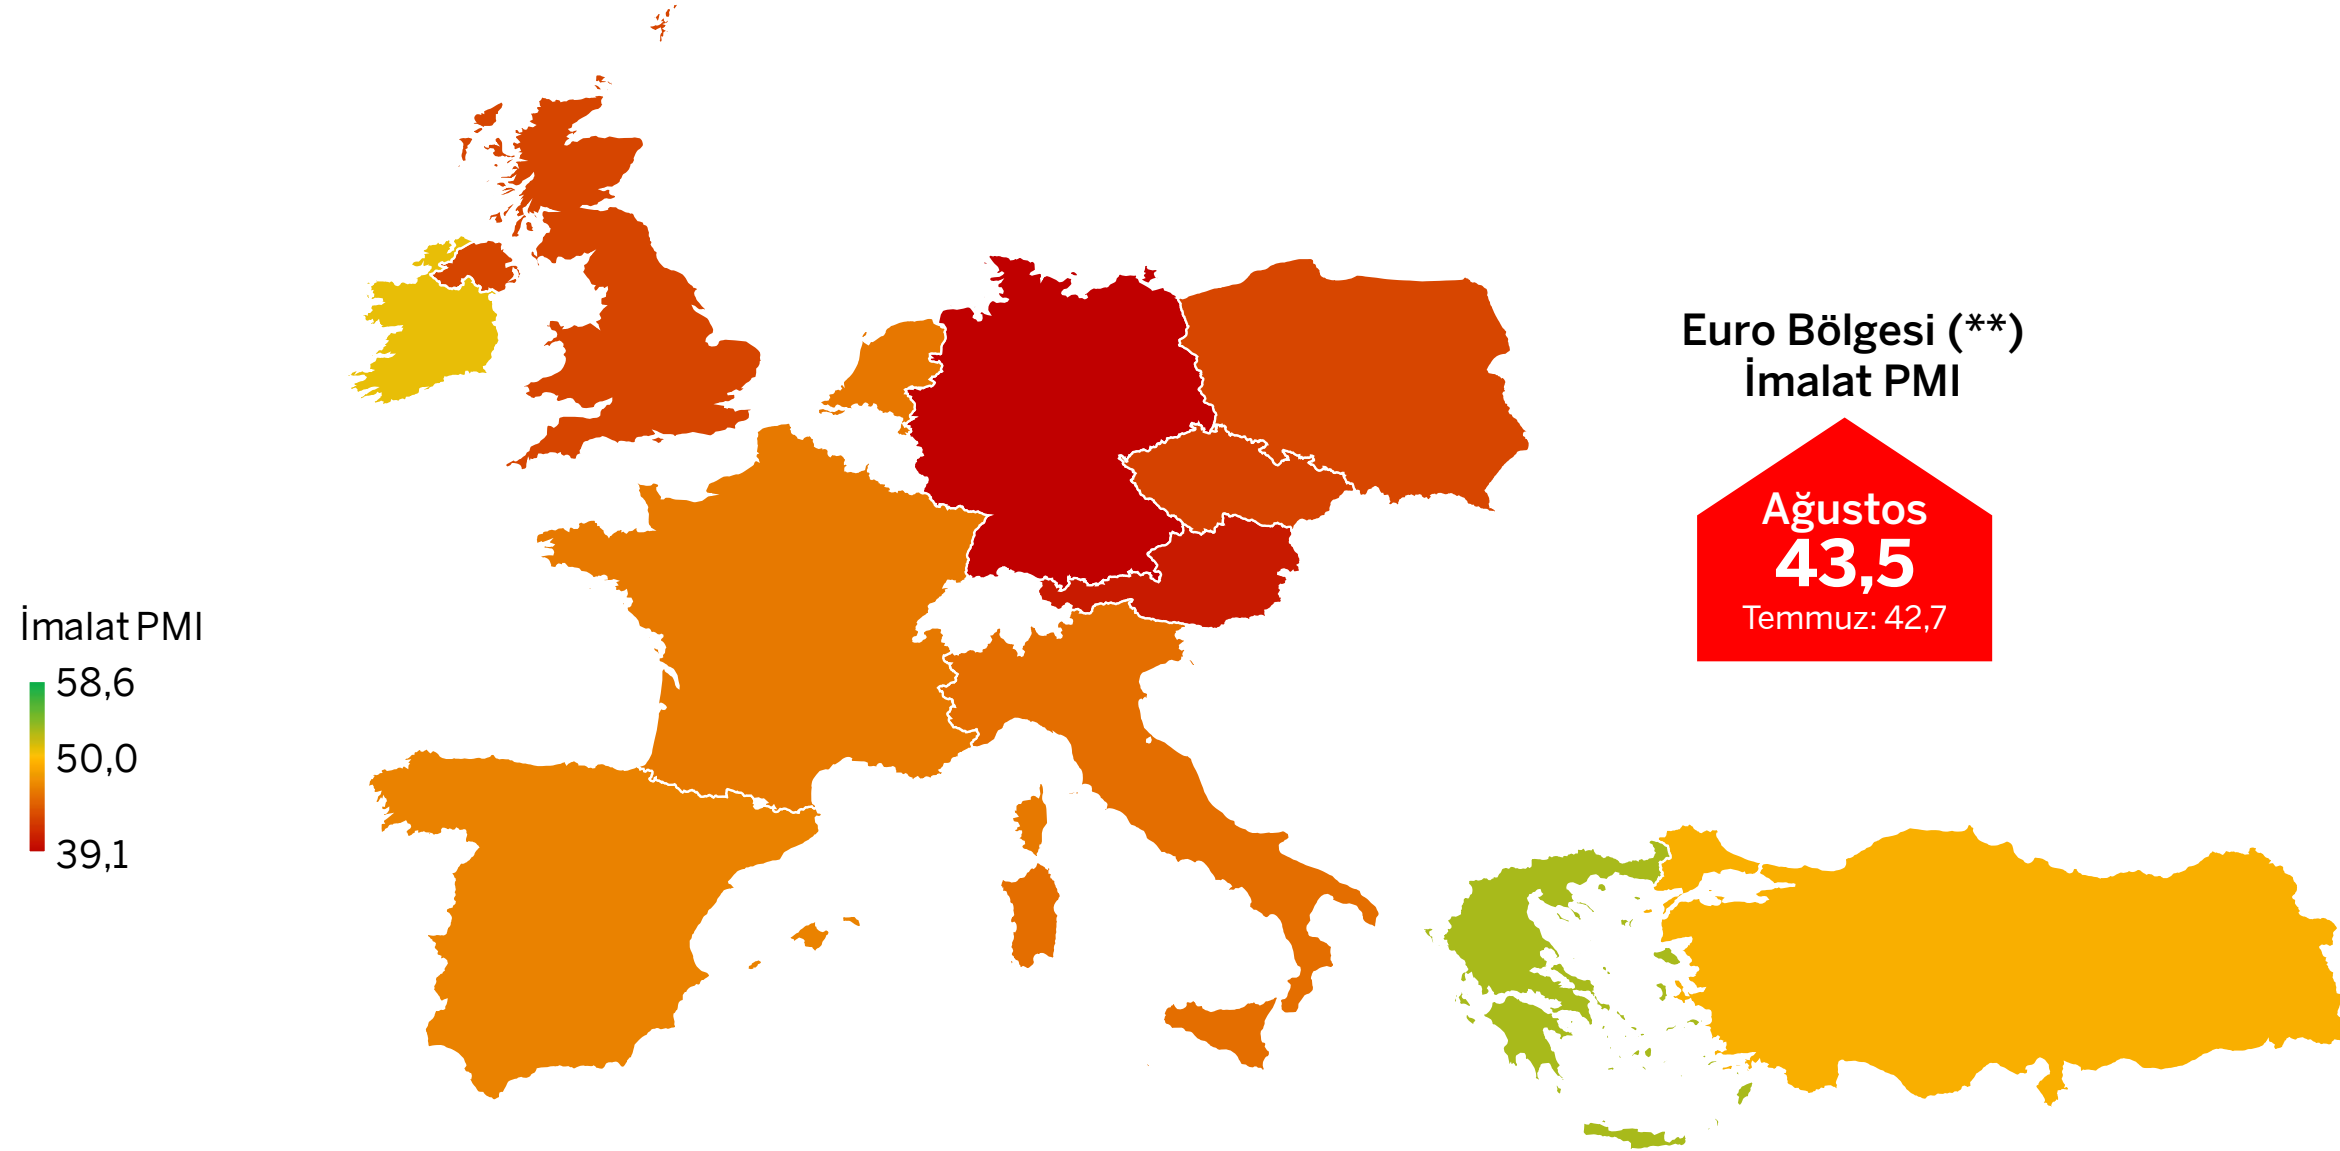 Euro Bölgesi (**)
İmalat PMI
Ağustos
43,5
Temmuz: 42,7
İmalat PMI
58,6
50,0
39,1